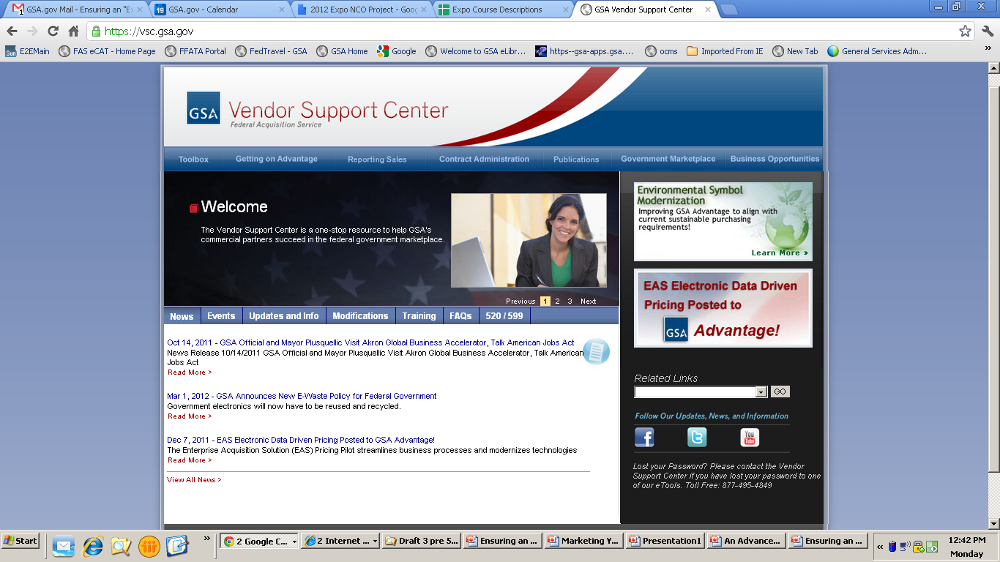 GSA.gov Mail - Ensuring an "Ex
GSA.gov - Calendar
2012 Expo NCO Project - Goog
Expo Course Descriptions
GSA Vendor Support Center
https://vsc.gsa.gov
E2EMain
FAS eCAT - Home Page
FFATA Portal
FedTravel - GSA
GSA Home
Google
Welcome to GSA eLibr...
https--gsa-apps.gsa....
ocms
Imported From IE
New Tab
General Services Adm...
GSA
Vendor Support Center
Federal Acquisition Service
Toolbox
Getting on Advantage
Reporting Sales
Contract Administration
Publications
Government Marketplace
Business Opportunities
Welcome
The Vendor Support Center is a one-stop resource to help GSA's
commercial partners succeed in the federal government marketplace.
Previous 1 2 3 Next
Environmental Symbol
Modernization
Improving GSA Advantage to align with
current sustainable purchasing
requirements!
Learn More »
EAS Electronic Data Driven
Pricing Posted to
GSA Advantage!
News
Events
Updates and Info
Modifications
Training
FAQs
520 / 599
Oct 14, 2011 - GSA Official and Mayor Plusquellic Visit Akron Global Business Accelerator, Talk American Jobs Act
News Release 10/14/2011 GSA Official and Mayor Plusquellic Visit Akron Global Business Accelerator, Talk American
Jobs Act
Read More >
Mar 1, 2012 - GSA Announces New E-Waste Policy for Federal Government
Government electronics will now have to be reused and recycled.
Read More >
Dec 7, 2011 - EAS Electronic Data Driven Pricing Posted to GSA Advantage!
The Enterprise Acquisition Solution (EAS) Pricing Pilot streamlines business processes and modernizes technologies
Read More >
View All News >
Related Links
GO
Follow Our Updates, News, and Information
You
Tube
Lost your Password? Please contact the Vendor
Support Center if you have lost your password to one
of our eTools. Toll Free: 877-495-4849
Start
2 Google C...
2 Internet ...
Draft 3 pre 5...
Ensuring an ...
Marketing Y...
Presentation1
An Advance...
Ensuring an ...
12:42 PM
Monday